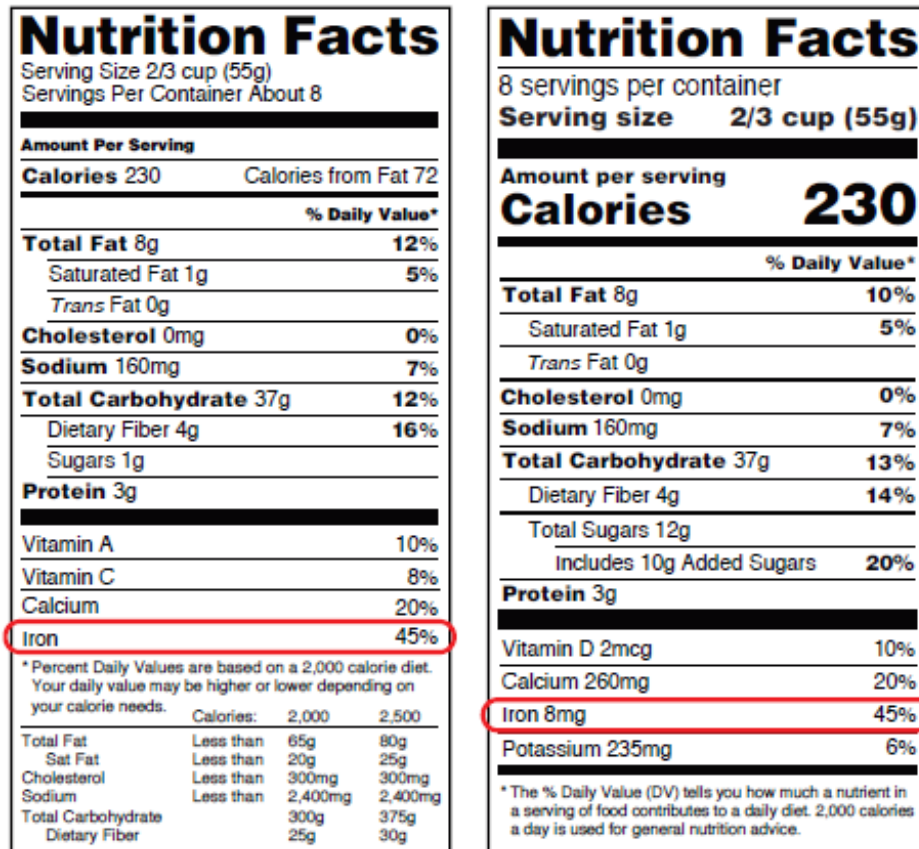 Nutrition Facts
Serving Size 2/3 cup (55g)
Servings Per Container About 8
Amount Per Serving
Calories 230 Calories from Fat 72
% Daily Value*
Total Fat 8g 12%
Saturated Fat 1g 5%
Trans Fat 0g
Cholesterol 0mg 0%
Sodium 160mg 7%
Total Carbohydrate 37g 12%
Dietary Fiber 4g 16%
Sugars 1g
Protein 3g
Vitamin A 10%
Vitamin C 8%
Calcium 20%
Iron 45%
* Percent Daily Values are based on a 2,000 calorie diet.
Your daily value may be higher or lower depending on
your calorie needs.
Calories: 2,000 2,500
Total Fat Less than 65g 80g
Sat Fat Less than 20g 25g
Cholesterol Less than 300mg 300mg
Sodium Less than 2,400mg 2,400mg
Total Carbohydrate 300g 375g
Dietary Fiber 25g 30g
Nutrition Facts
8 servings per container
Serving size 2/3 cup (55g)
Amount per serving
Calories 230
% Daily Value*
Total Fat 8g 10%
Saturated Fat 1g 5%
Trans Fat 0g
Cholesterol 0mg 0%
Sodium 160mg 7%
Total Carbohydrate 37g 13%
Dietary Fiber 4g 14%
Total Sugars 12g
Includes 10g Added Sugars 20%
Protein 3g
Vitamin D 2mcg 10%
Calcium 260mg 20%
Iron 8mg 45%
Potassium 235mg 6%
* The % Daily Value (DV) tells you how much a nutrient in
a serving of food contributes to a daily diet. 2,000 calories
a day is used for general nutrition advice.